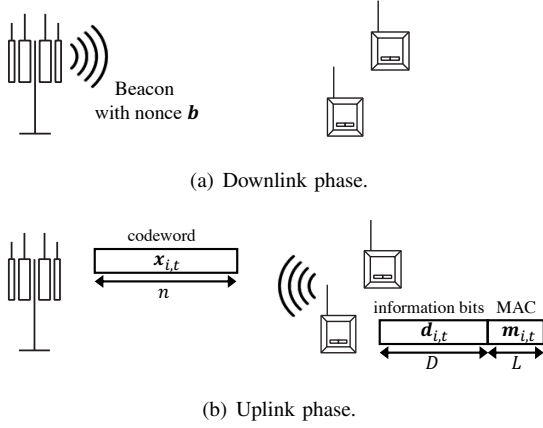 Beacon
with nonce b
(a) Downlink phase.
codeword
x_{i,t}
n
information bits MAC
d_{i,t} m_{i,t}
D L
(b) Uplink phase.